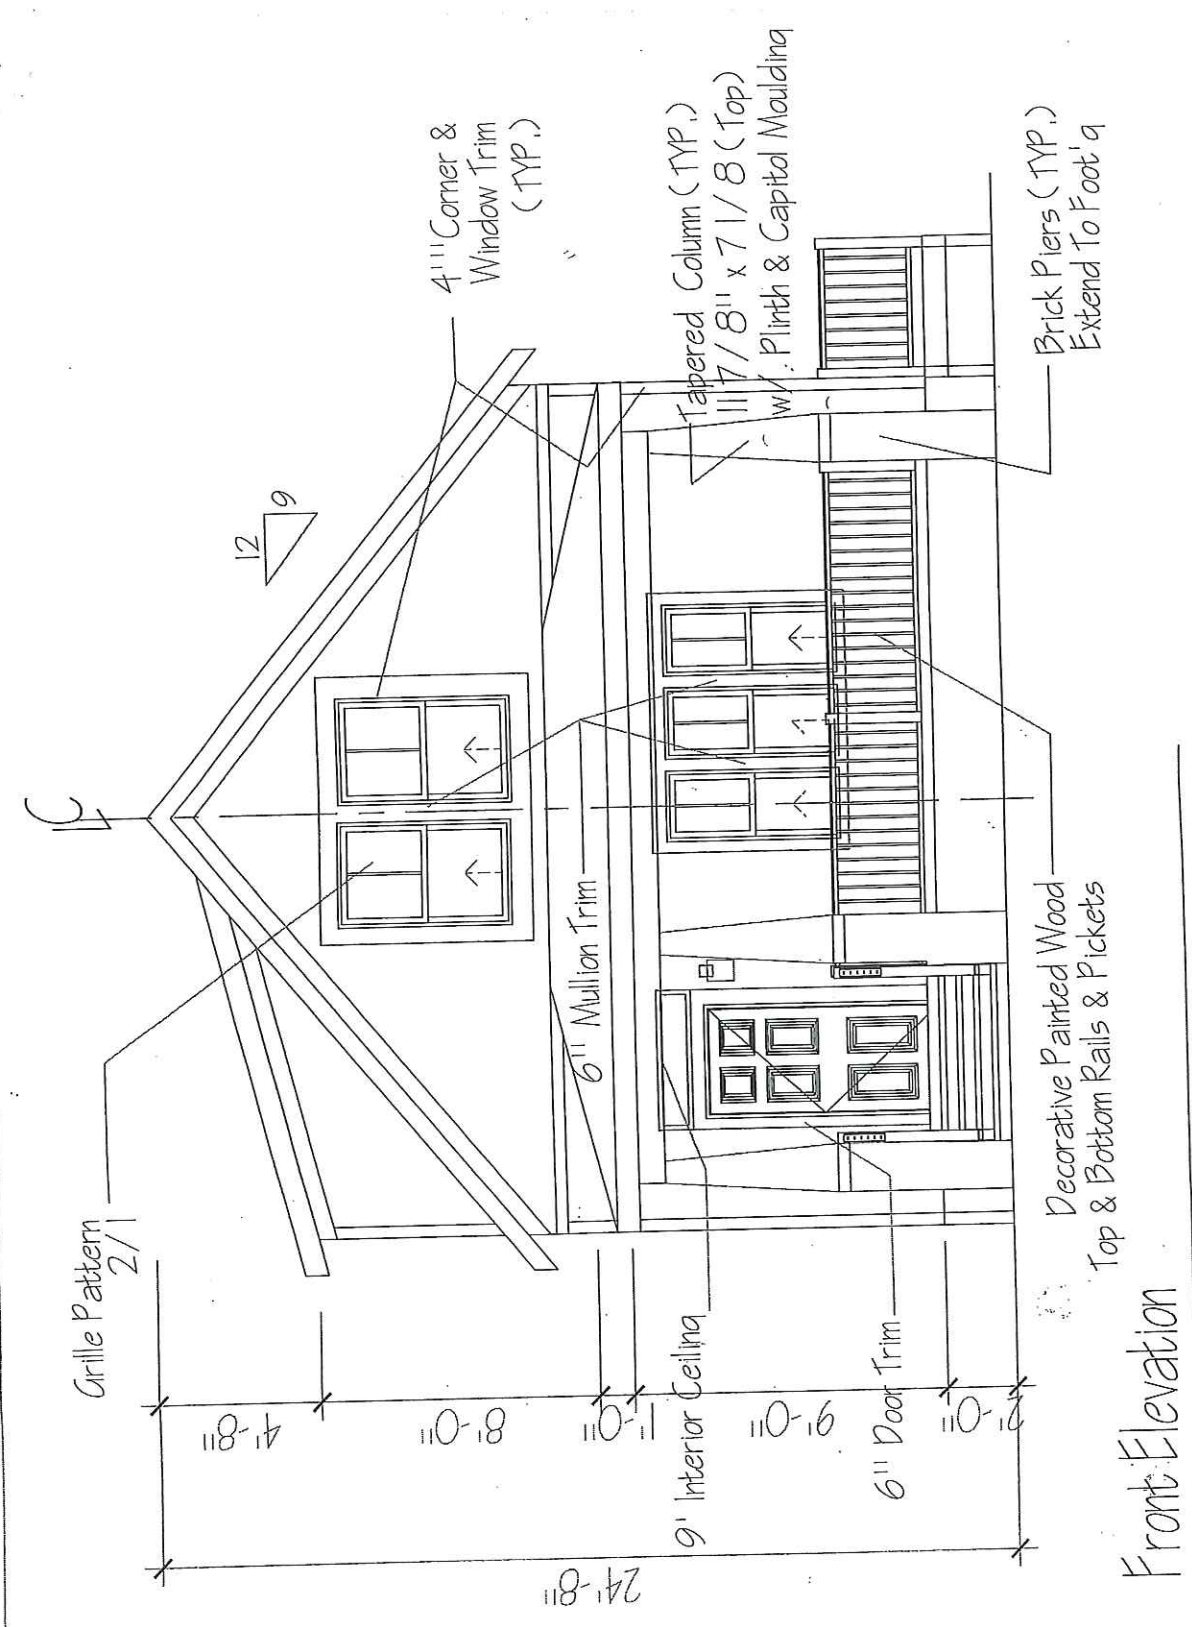 Grille Pattern
2/1
C
L
12
9
4'''Corner &
Window Trim
(TYP.)
6" Mullion Trim
Tapered Column (TYP.)
11 7/8" x 7 1/8 (Top)
w/. Plinth & Capitol Moulding
Brick Piers (TYP.)
Extend To Foot'g
Decorative Painted Wood
Top & Bottom Rails & Pickets
9' Interior Ceiling
6" Door Trim
4'-8"
8'-0"
1'-0"
9'-0"
2'-0"
24'-8"
Front Elevation